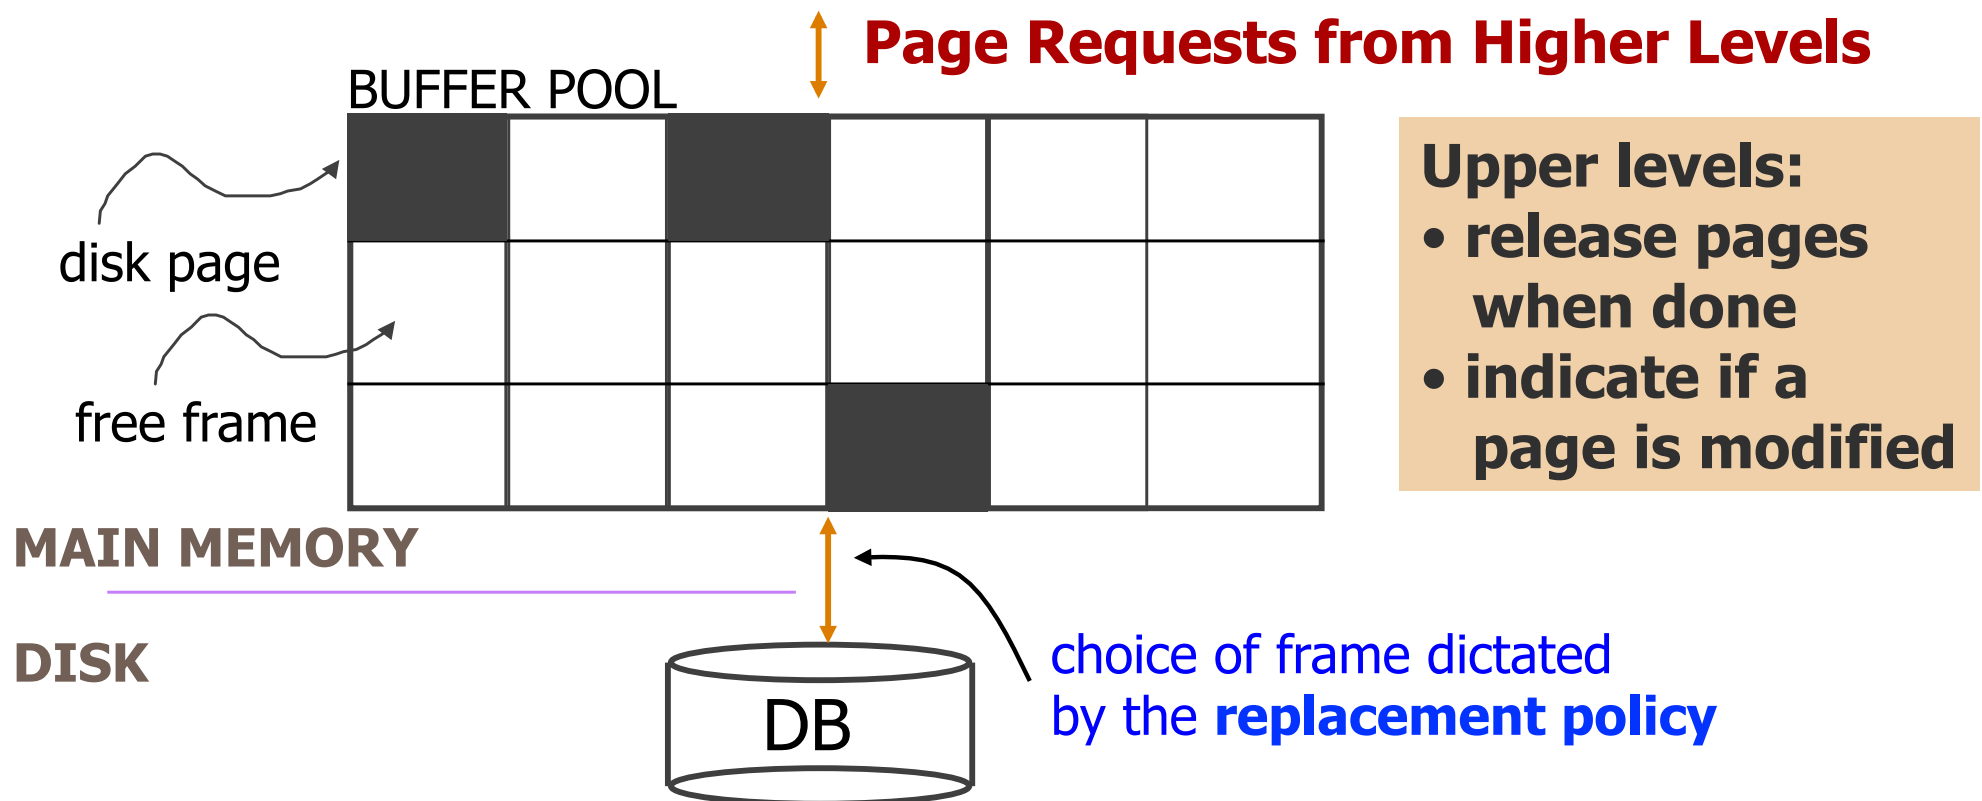 Page Requests from Higher Levels
BUFFER POOL
disk page
free frame
Upper levels:
• release pages
when done
• indicate if a
page is modified
MAIN MEMORY
DISK
DB
choice of frame dictated
by the replacement policy